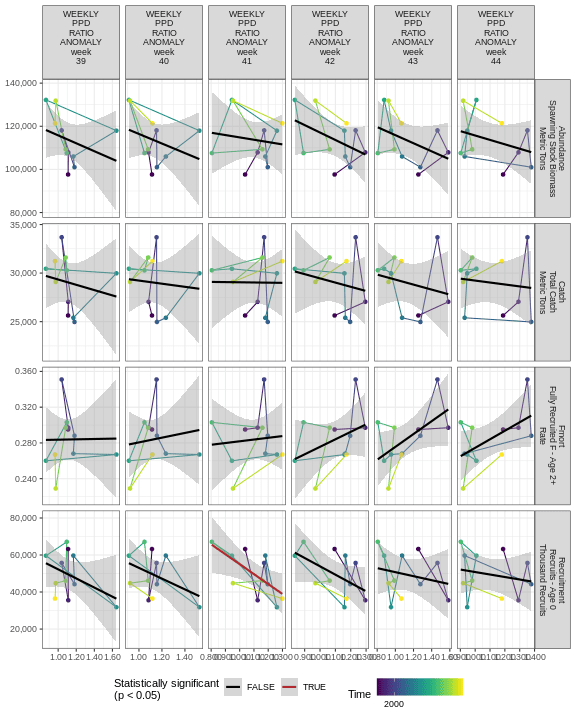 WEEKLY
PPD
RATIO
ANOMALY
week
39
WEEKLY
PPD
RATIO
ANOMALY
week
40
WEEKLY
PPD
RATIO
ANOMALY
week
41
WEEKLY
PPD
RATIO
ANOMALY
week
42
WEEKLY
PPD
RATIO
ANOMALY
week
43
WEEKLY
PPD
RATIO
ANOMALY
week
44
140,000
120,000
100,000
80,000
Abundance
Spawning Stock Biomass
Metric Tons
35,000
30,000
25,000
Catch
Total Catch
Metric Tons
0.360
0.320
0.280
0.240
Fmort
Fully Recruited F - Age 2+
Rate
80,000
60,000
40,000
20,000
Recruitment
Recruits - Age 0
Thousand Recruits
1.00 1.20 1.40 1.60
1.00 1.20 1.40
Statistically significant
(p < 0.05)
FALSE
TRUE
Time
2000